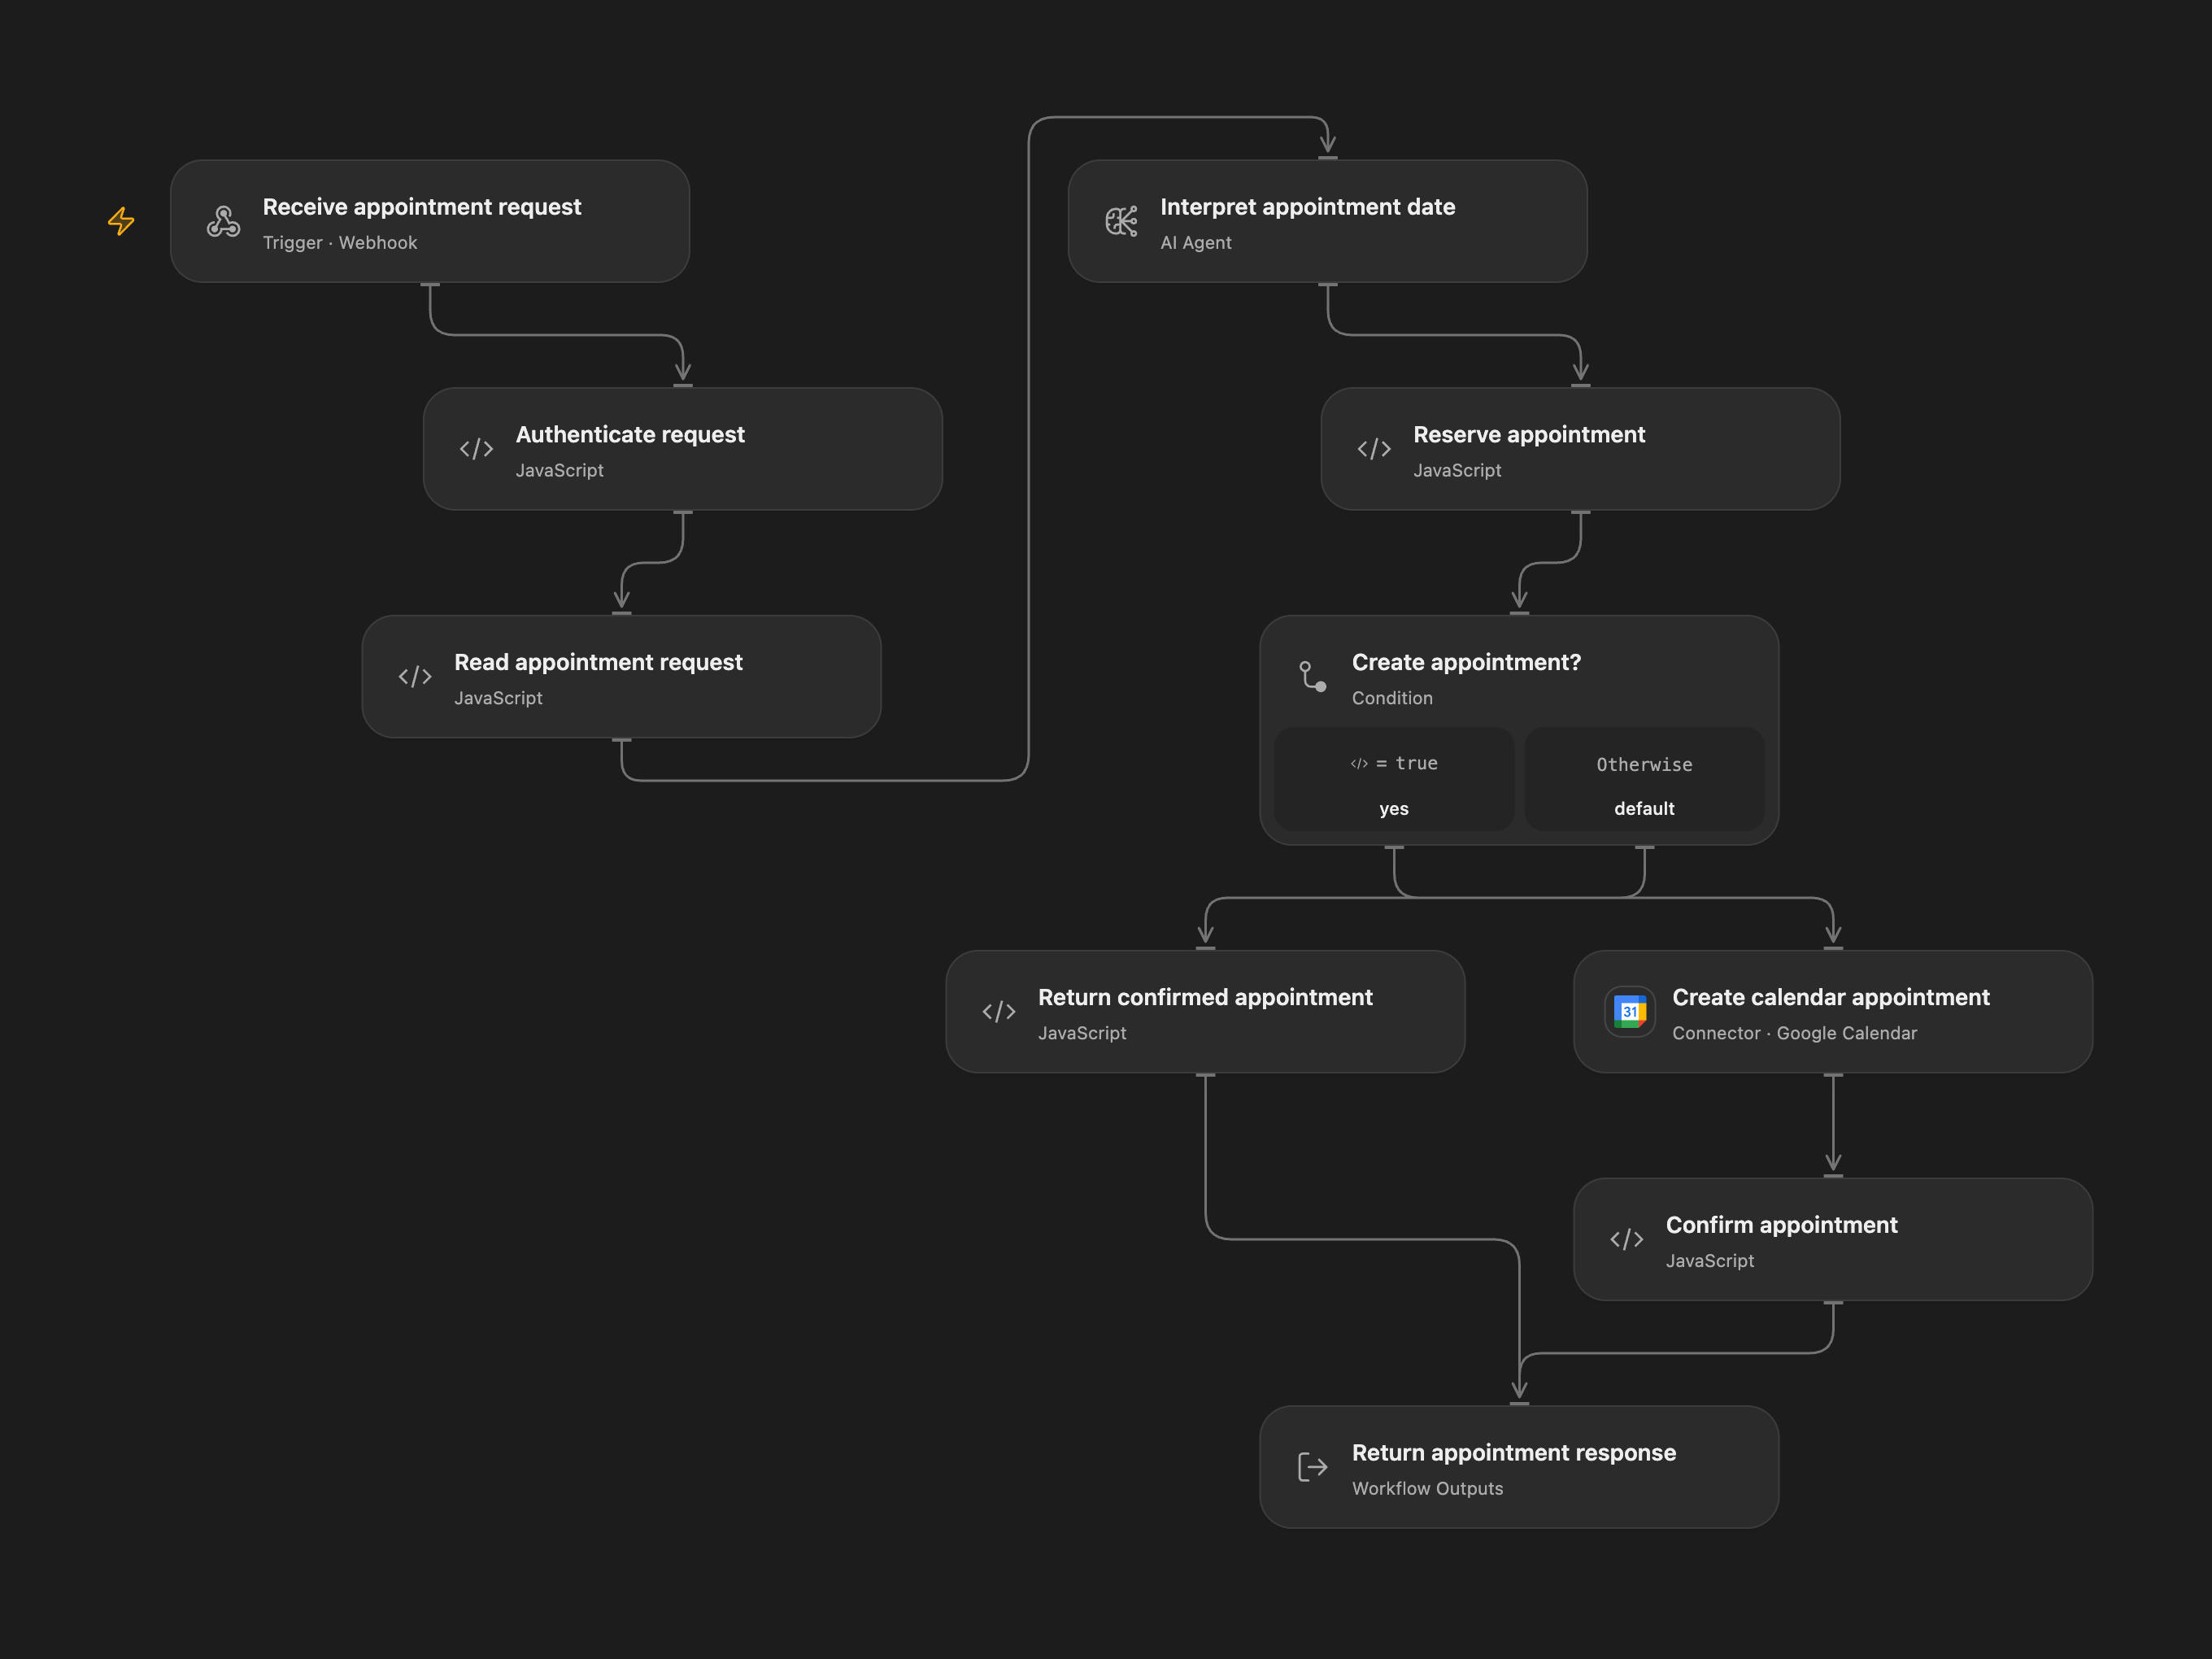 Receive appointment request
Trigger · Webhook
Authenticate request
JavaScript
Read appointment request
JavaScript
Interpret appointment date
AI Agent
Reserve appointment
JavaScript
Create appointment?
Condition
</> = true
yes
Otherwise
default
Return confirmed appointment
JavaScript
31
Create calendar appointment
Connector · Google Calendar
Confirm appointment
JavaScript
Return appointment response
Workflow Outputs